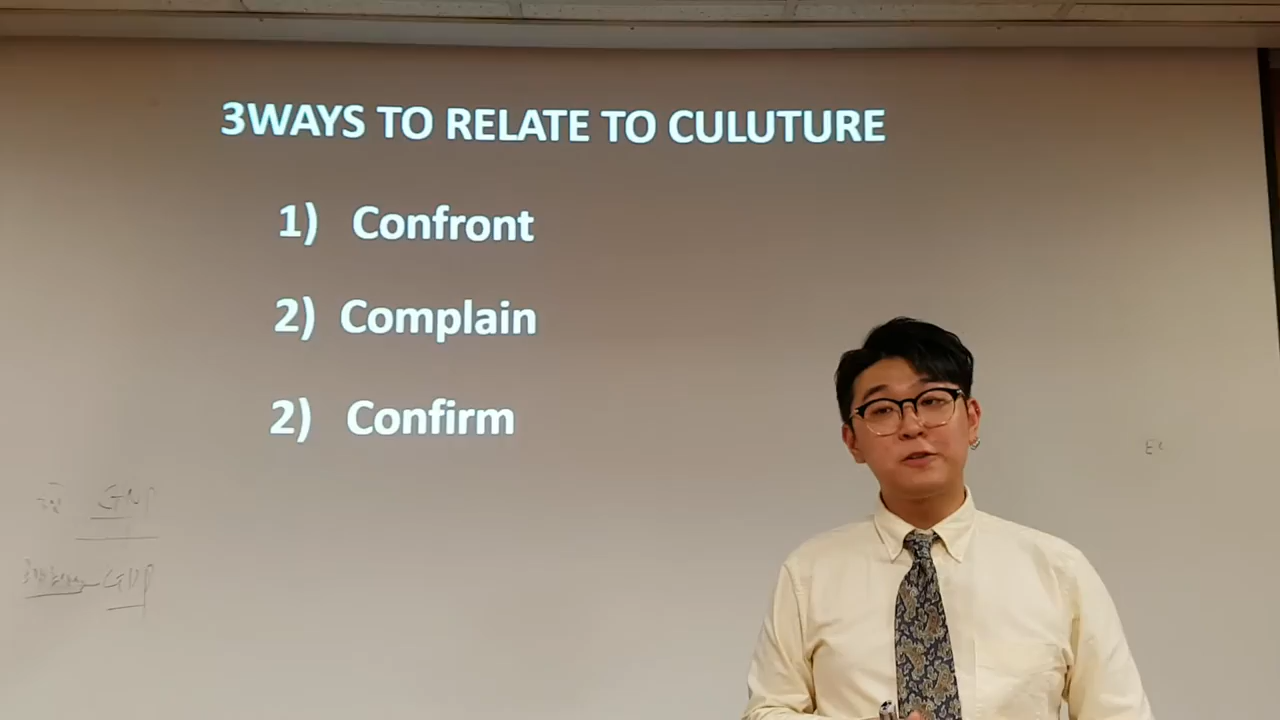 3WAYS TO RELATE TO CULUTURE
1) Confront
2) Complain
2) Confirm